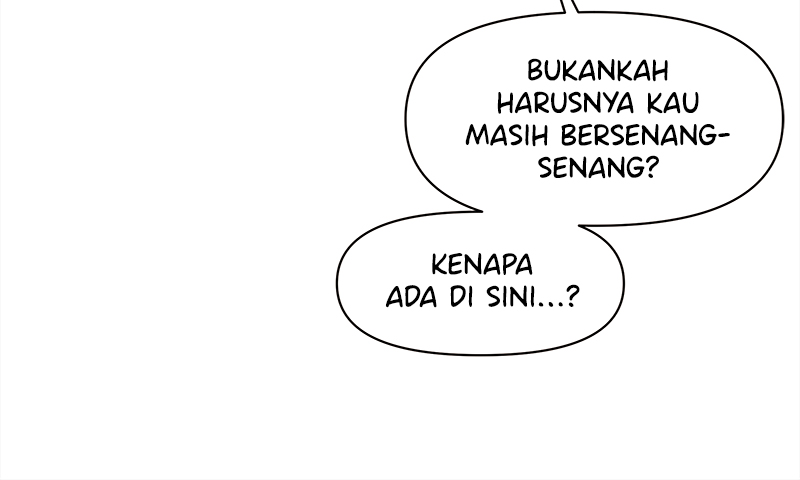 BUKANKAH
HARUSNYA KAU
MASIH BERSENANG-
SENANG?
KENAPA
ADA DI SINI...?